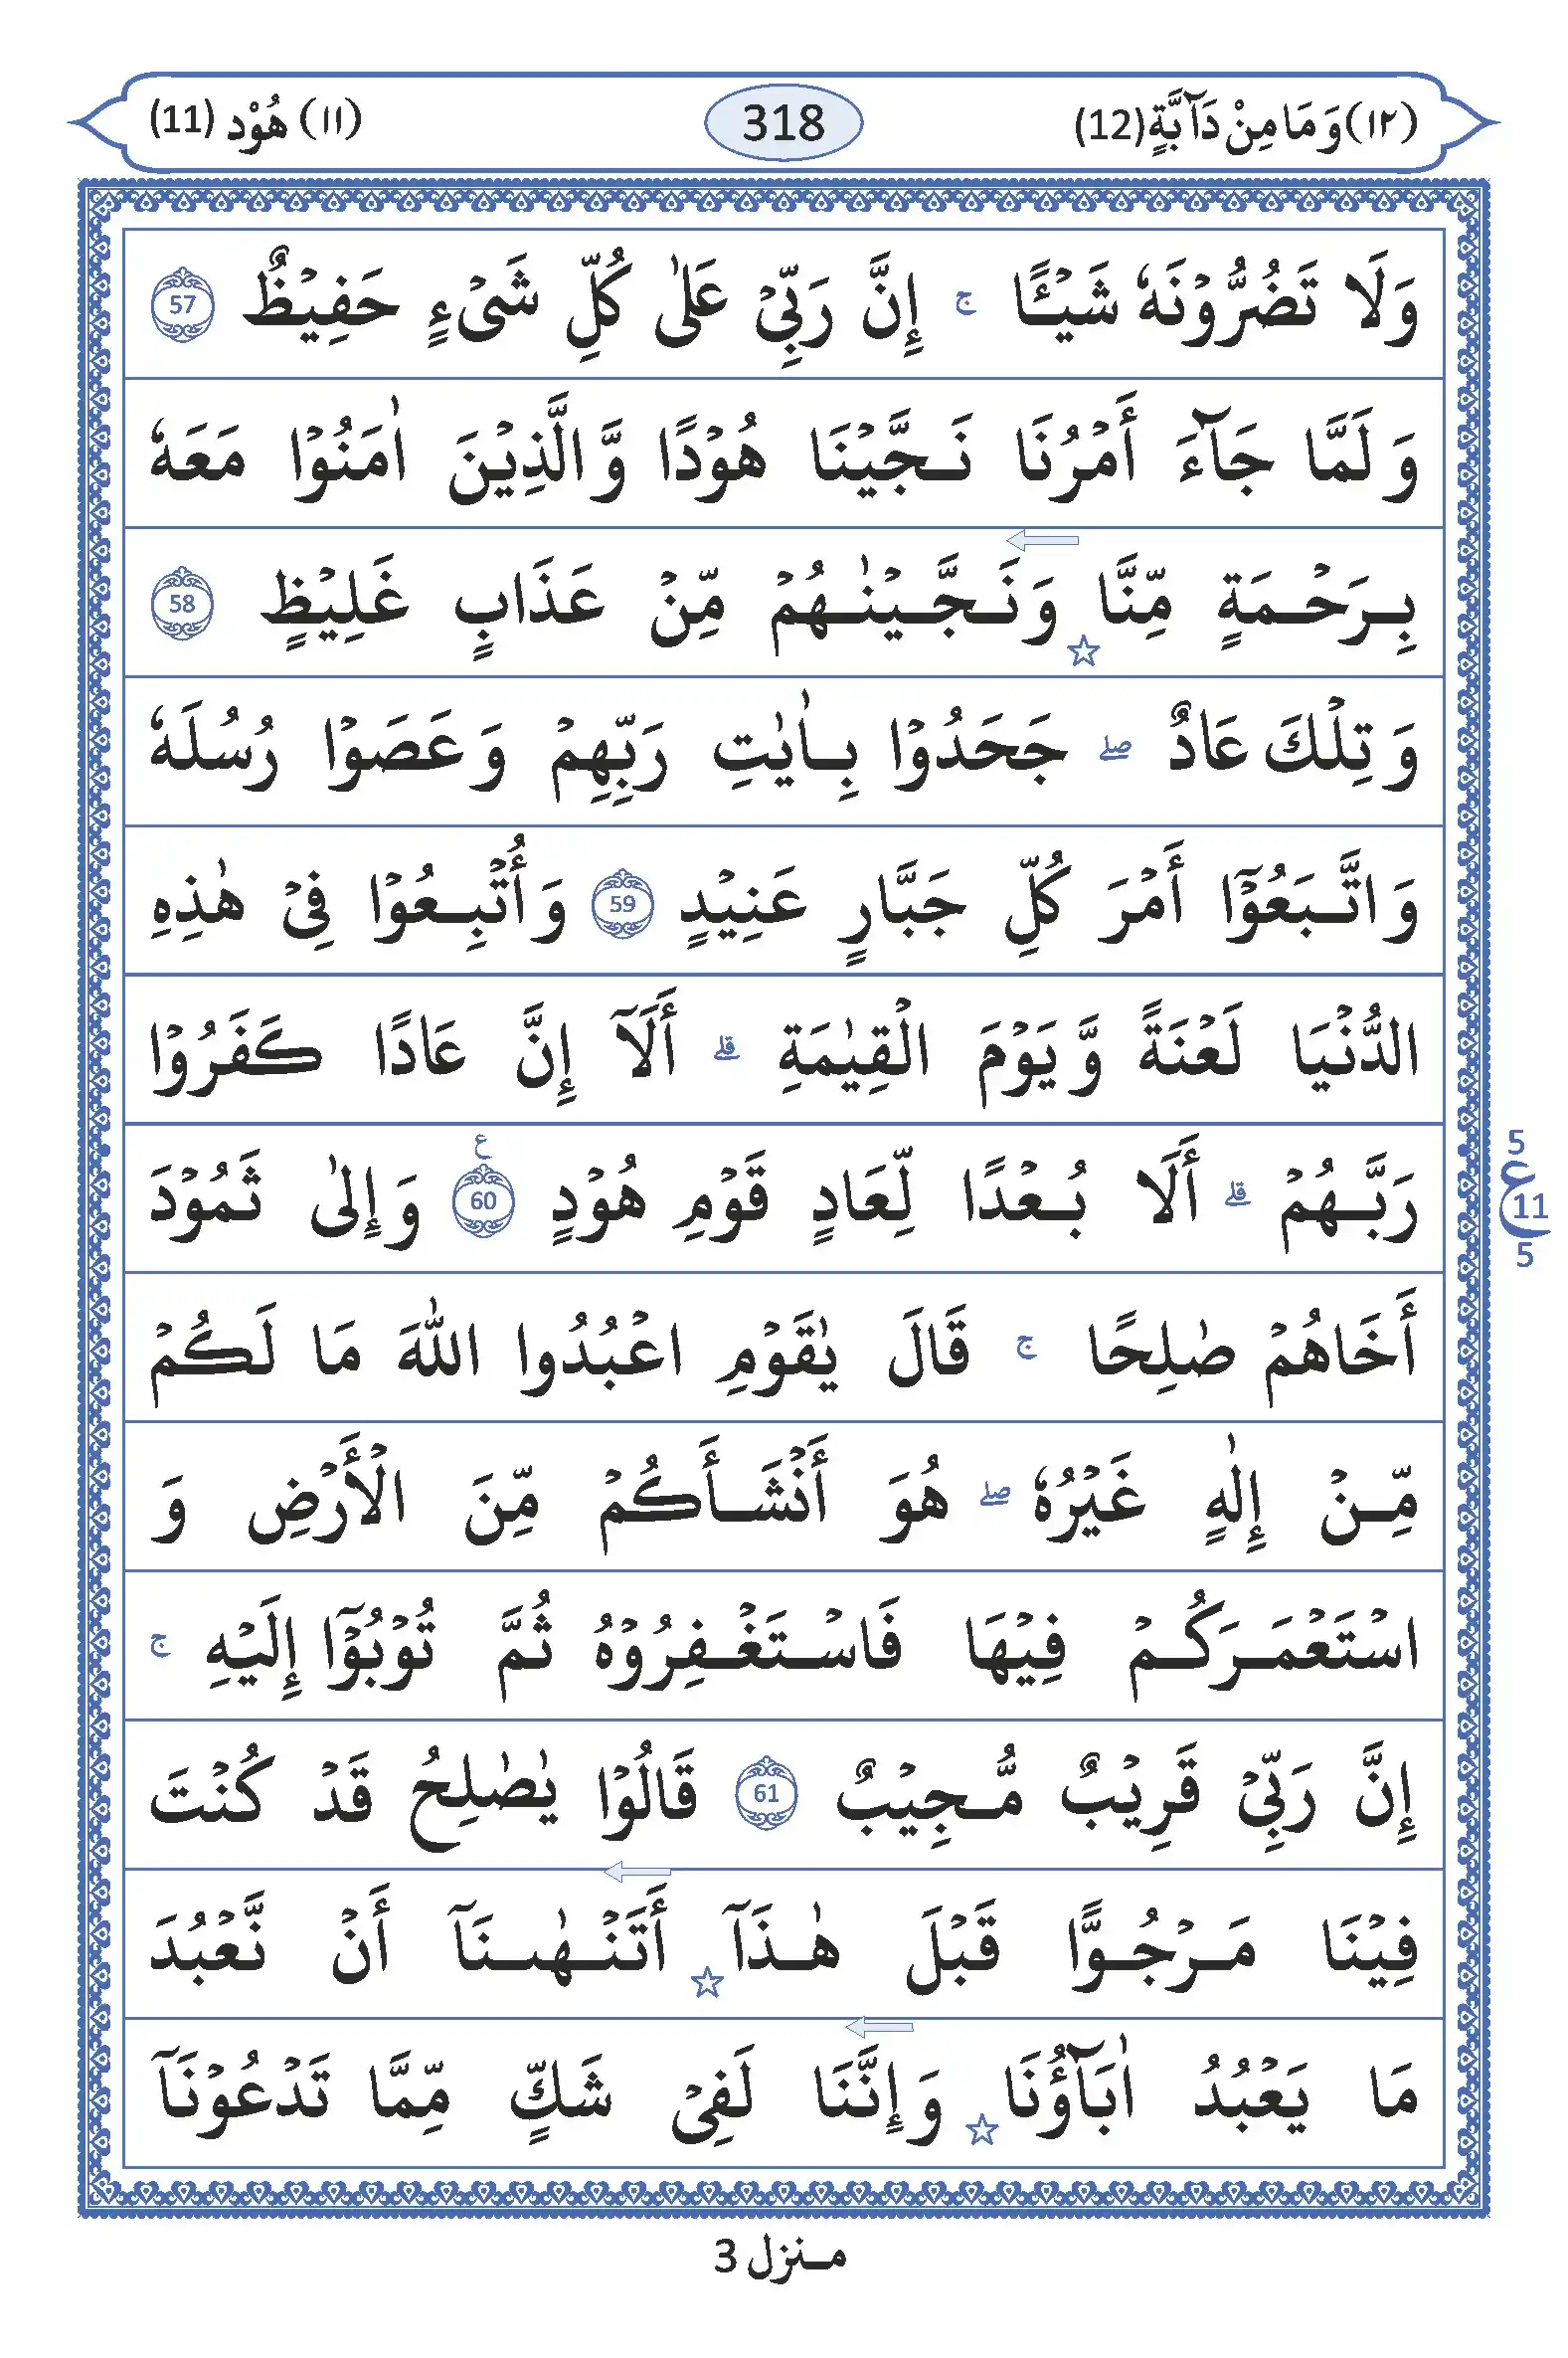 (١٢) وَمَا مِنْ دَآبَّةٍ (12) 318 (١١) هُوْد (11)
وَلَا تَضُرُّوْنَهٗ شَيْـًٔا ۚ إِنَّ رَبِّيْ عَلٰى كُلِّ شَيْءٍ حَفِيْظٌ 57
وَلَمَّا جَآءَ أَمْرُنَا نَجَّيْنَا هُوْدًا وَّالَّذِيْنَ اٰمَنُوْا مَعَهٗ
بِرَحْمَةٍ مِّنَّا ☆ وَنَجَّيْنٰهُمْ مِّنْ عَذَابٍ غَلِيْظٍ 58
وَتِلْكَ عَادٌ ۖ جَحَدُوْا بِاٰيٰتِ رَبِّهِمْ وَعَصَوْا رُسُلَهٗ
وَاتَّبَعُوْٓا أَمْرَ كُلِّ جَبَّارٍ عَنِيْدٍ 59 وَأُتْبِعُوْا فِيْ هٰذِهِ
الدُّنْيَا لَعْنَةً وَّيَوْمَ الْقِيٰمَةِ ۗ أَلَآ إِنَّ عَادًا كَفَرُوْا
رَبَّهُمْ ۗ أَلَا بُعْدًا لِّعَادٍ قَوْمِ هُوْدٍ 60 ع وَإِلٰى ثَمُوْدَ
5 ع 11 5
أَخَاهُمْ صٰلِحًا ۚ قَالَ يٰقَوْمِ اعْبُدُوا اللّٰهَ مَا لَكُمْ
مِّنْ إِلٰهٍ غَيْرُهٗ ۖ هُوَ أَنْشَأَكُمْ مِّنَ الْأَرْضِ وَ
اسْتَعْمَرَكُمْ فِيْهَا فَاسْتَغْفِرُوْهُ ثُمَّ تُوْبُوْٓا إِلَيْهِ ۚ
إِنَّ رَبِّيْ قَرِيْبٌ مُّجِيْبٌ 61 قَالُوْا يٰصٰلِحُ قَدْ كُنْتَ
فِيْنَا مَرْجُوًّا قَبْلَ هٰذَآ ☆ أَتَنْهٰىنَآ أَنْ نَّعْبُدَ
مَا يَعْبُدُ اٰبَآؤُنَا ☆ وَإِنَّنَا لَفِيْ شَكٍّ مِّمَّا تَدْعُوْنَآ
منزل 3